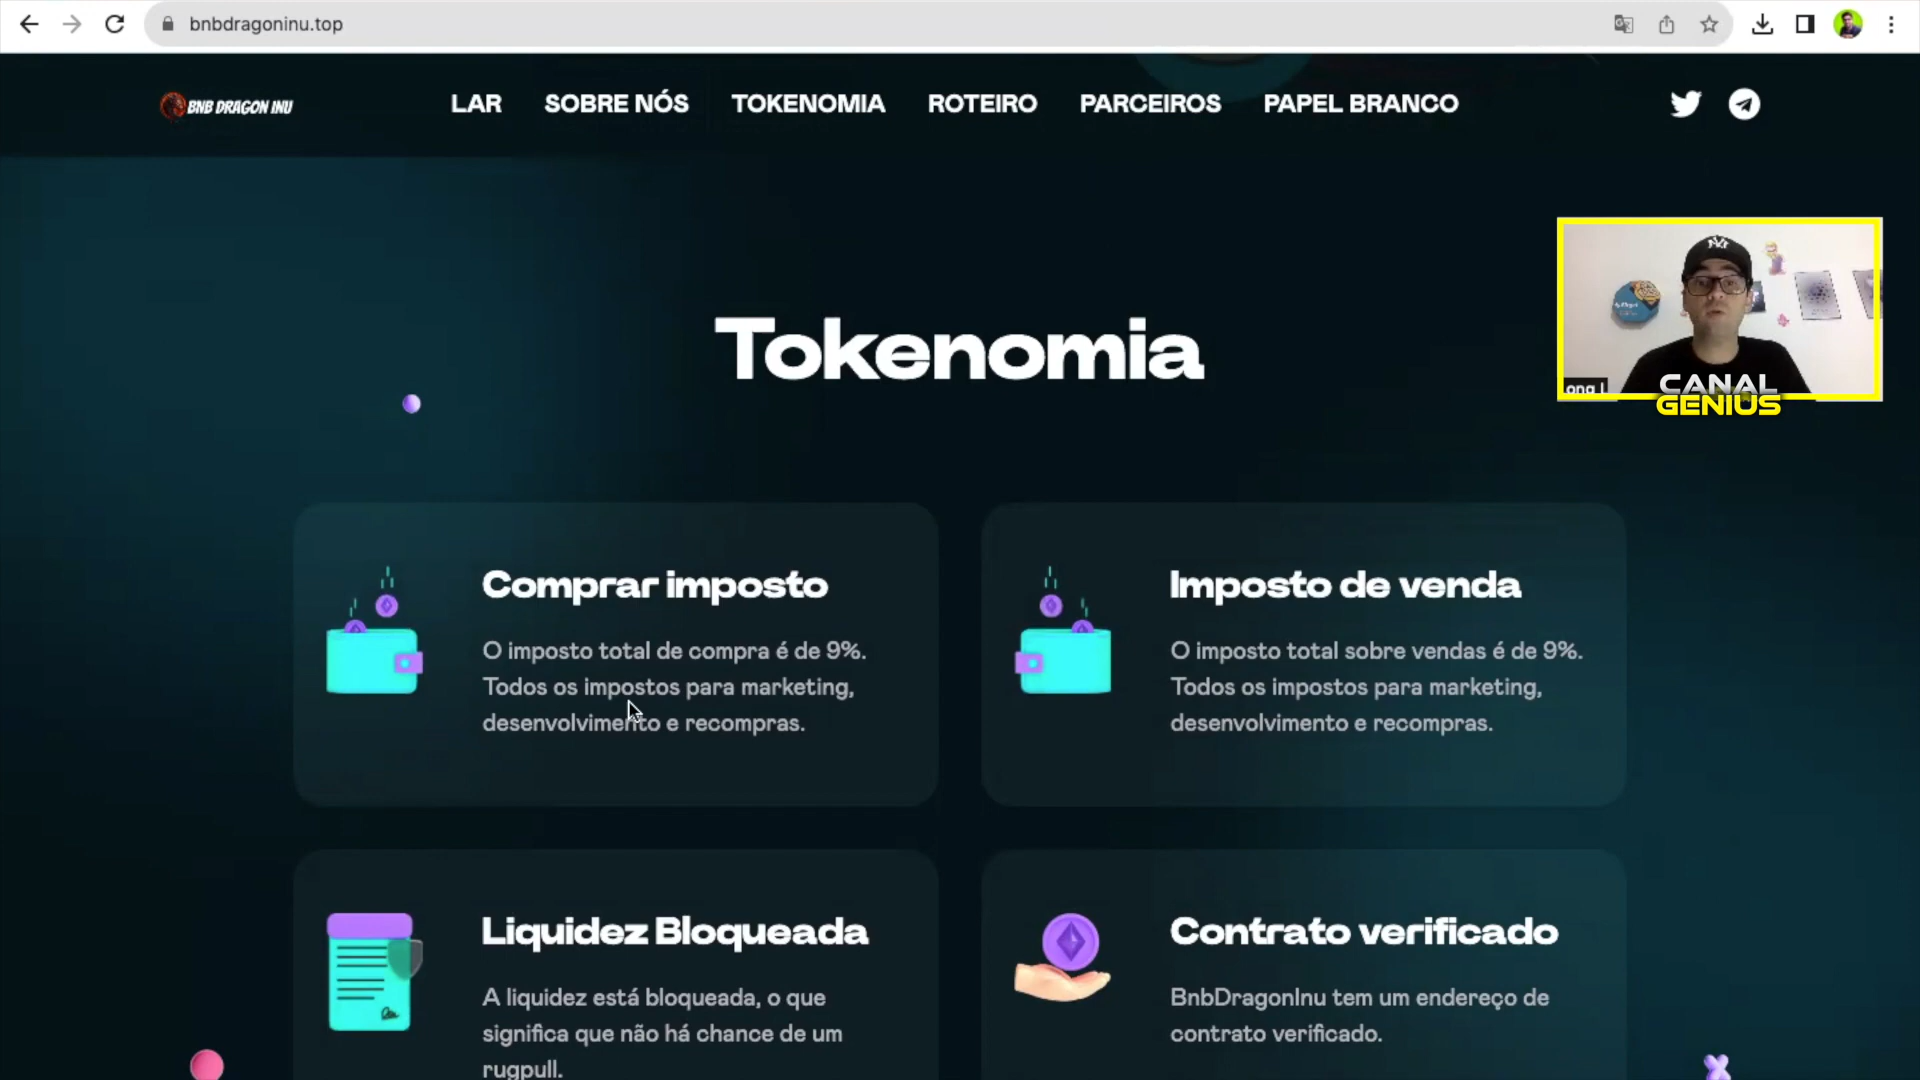 bnbdragoninu.top
BNB DRAGON INU
LAR
SOBRE NÓS
TOKENOMIA
ROTEIRO
PARCEIROS
PAPEL BRANCO
Tokenomia
CANAL
GENIUS
Comprar imposto
O imposto total de compra é de 9%.
Todos os impostos para marketing,
desenvolvimento e recompras.
Imposto de venda
O imposto total sobre vendas é de 9%.
Todos os impostos para marketing,
desenvolvimento e recompras.
Liquidez Bloqueada
A liquidez está bloqueada, o que
significa que não há chance de um
rugpull.
Contrato verificado
BnbDragonInu tem um endereço de
contrato verificado.